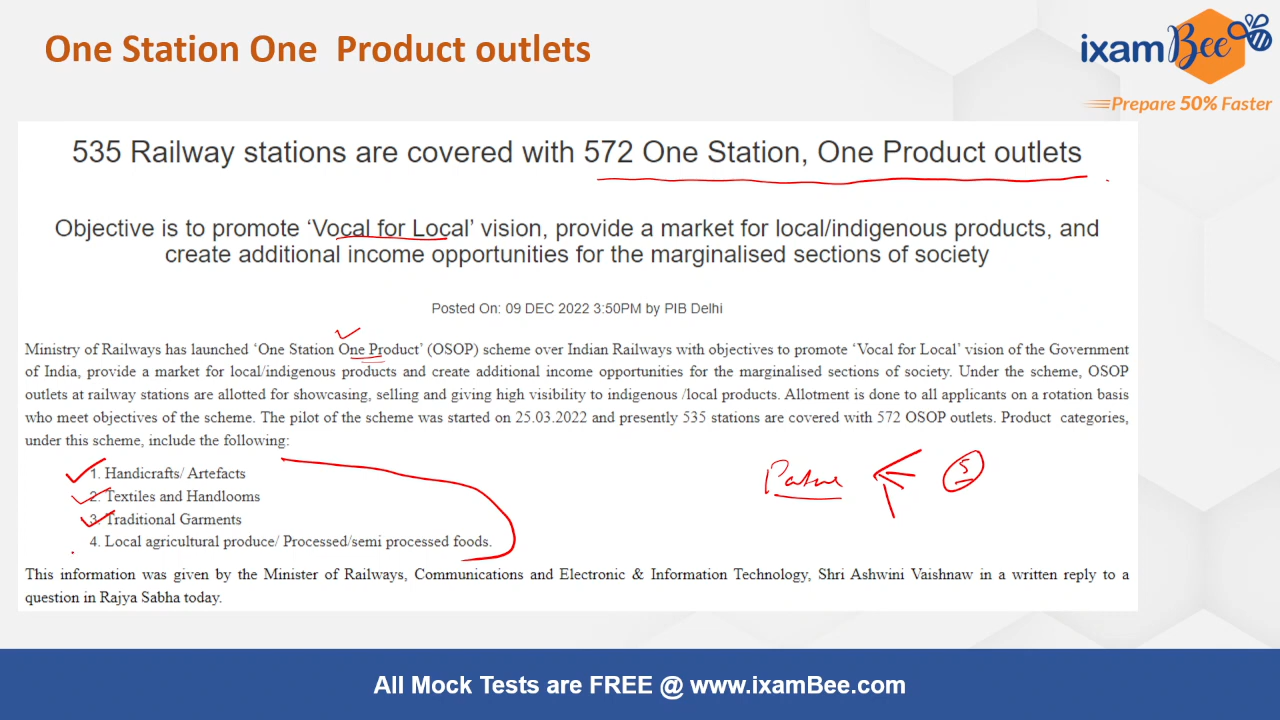 One Station One Product outlets
ixamBee
Prepare 50% Faster
535 Railway stations are covered with 572 One Station, One Product outlets
Objective is to promote ‘Vocal for Local’ vision, provide a market for local/indigenous products, and
create additional income opportunities for the marginalised sections of society
Posted On: 09 DEC 2022 3:50PM by PIB Delhi
Ministry of Railways has launched ‘One Station One Product’ (OSOP) scheme over Indian Railways with objectives to promote ‘Vocal for Local’ vision of the Government
of India, provide a market for local/indigenous products and create additional income opportunities for the marginalised sections of society. Under the scheme, OSOP
outlets at railway stations are allotted for showcasing, selling and giving high visibility to indigenous /local products. Allotment is done to all applicants on a rotation basis
who meet objectives of the scheme. The pilot of the scheme was started on 25.03.2022 and presently 535 stations are covered with 572 OSOP outlets. Product categories,
under this scheme, include the following:
1. Handicrafts/ Artefacts
2. Textiles and Handlooms
3. Traditional Garments
4. Local agricultural produce/ Processed/semi processed foods.
5
This information was given by the Minister of Railways, Communications and Electronic & Information Technology, Shri Ashwini Vaishnaw in a written reply to a
question in Rajya Sabha today.
All Mock Tests are FREE @ www.ixamBee.com